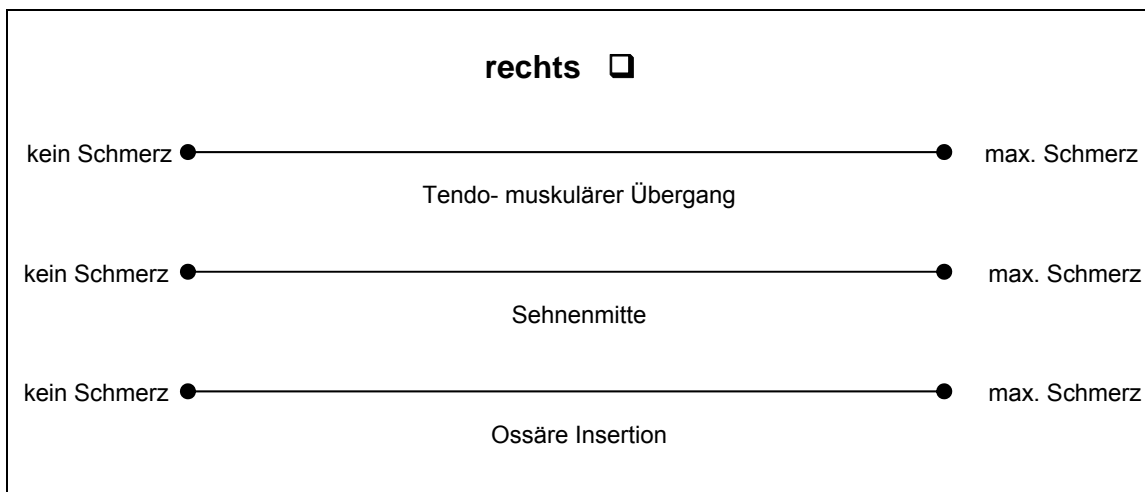 rechts ❑
kein Schmerz max. Schmerz
Tendo- muskulärer Übergang
kein Schmerz max. Schmerz
Sehnenmitte
kein Schmerz max. Schmerz
Ossäre Insertion